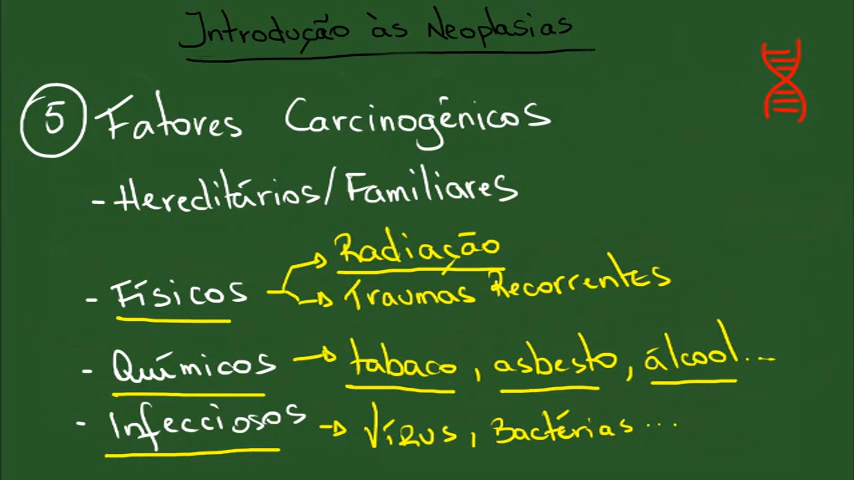 Introdução às Neoplasias
5 Fatores Carcinogênicos
- Hereditários/Familiares
Radiação
- Físicos
Traumas Recorrentes
- Químicos → tabaco, asbesto, álcool...
- Infecciosos → Vírus, Bactérias...